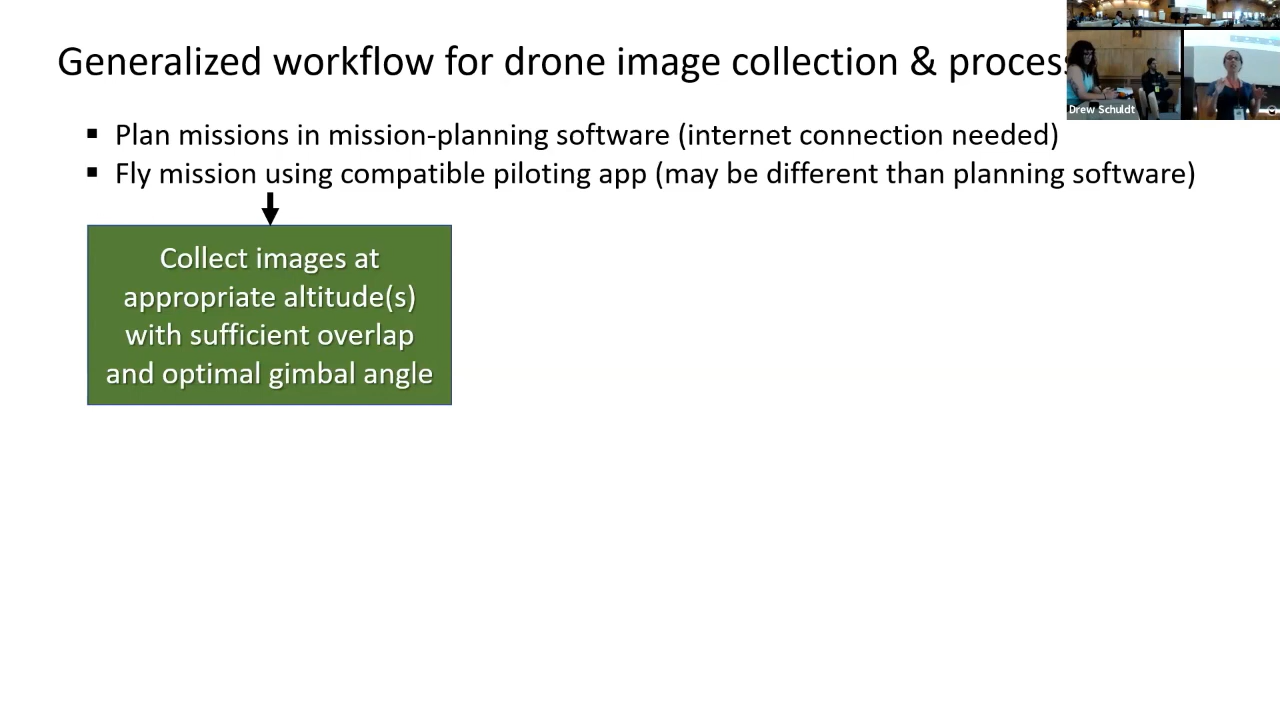 Generalized workflow for drone image collection & process
Drew Schuldt
▪ Plan missions in mission-planning software (internet connection needed)
▪ Fly mission using compatible piloting app (may be different than planning software)
Collect images at
appropriate altitude(s)
with sufficient overlap
and optimal gimbal angle